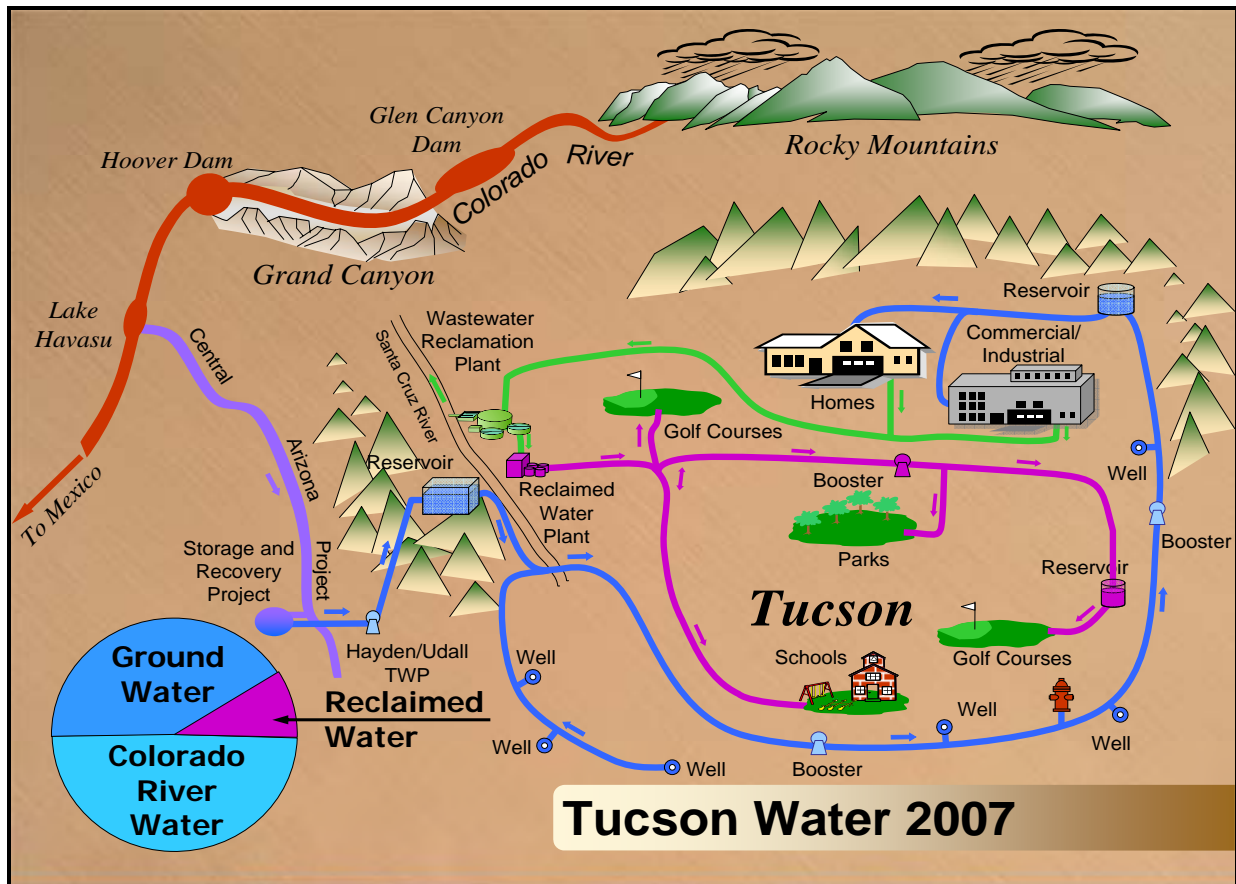 Glen Canyon
Dam
Hoover Dam
Colorado
River
Rocky Mountains
Grand Canyon
Lake
Havasu
Central
Arizona
Project
To Mexico
Wastewater
Reclamation
Plant
Santa Cruz River
Reservoir
Commercial/
Industrial
Homes
Golf Courses
Well
Reservoir
Reclaimed
Water
Plant
Booster
Parks
Booster
Storage and
Recovery
Project
Reservoir
Tucson
Hayden/Udall
TWP
Schools
Golf Courses
Well
Well
Well
Well
Well
Booster
Ground
Water
Reclaimed
Water
Colorado
River
Water
Tucson Water 2007